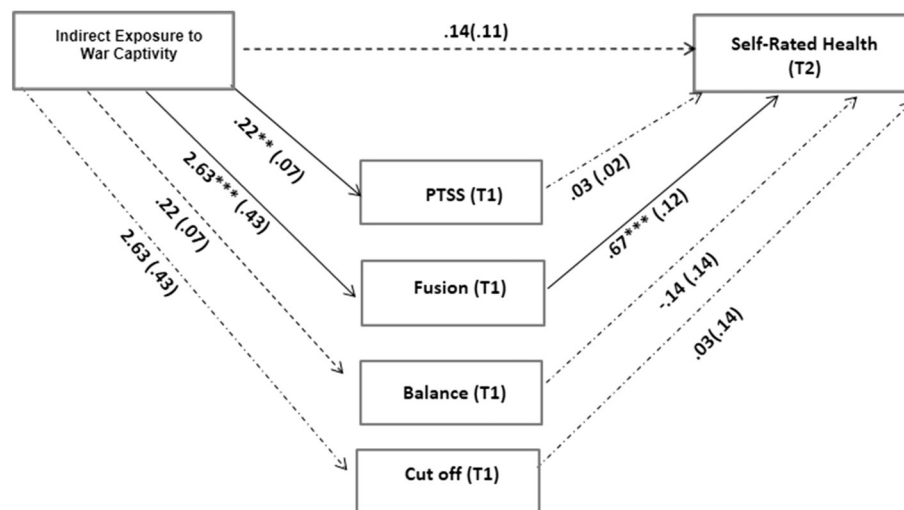 Indirect Exposure to
War Captivity
.14(.11)
Self-Rated Health
(T2)
.22** (.07)
2.63*** (.43)
.22 (.07)
2.63 (.43)
PTSS (T1)
.03 (.02)
Fusion (T1)
.67*** (.12)
Balance (T1)
-.14 (.14)
Cut off (T1)
.03(.14)